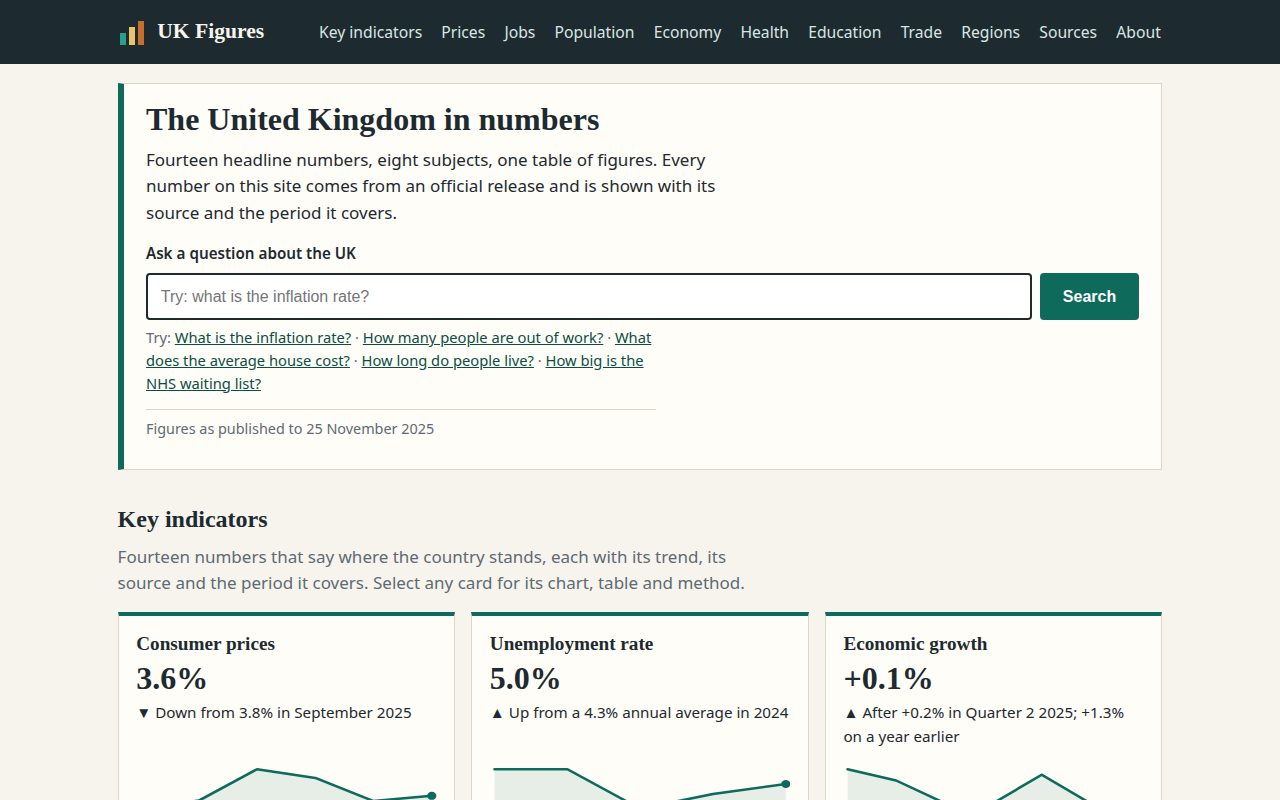 UK Figures
Key indicators Prices Jobs Population Economy Health Education Trade Regions Sources About
The United Kingdom in numbers
Fourteen headline numbers, eight subjects, one table of figures. Every
number on this site comes from an official release and is shown with its
source and the period it covers.
Ask a question about the UK
Try: what is the inflation rate?
Search
Try: What is the inflation rate? · How many people are out of work? · What
does the average house cost? · How long do people live? · How big is the
NHS waiting list?
Figures as published to 25 November 2025
Key indicators
Fourteen numbers that say where the country stands, each with its trend, its
source and the period it covers. Select any card for its chart, table and method.
Consumer prices
3.6%
▼ Down from 3.8% in September 2025
Unemployment rate
5.0%
▲ Up from a 4.3% annual average in 2024
Economic growth
+0.1%
▲ After +0.2% in Quarter 2 2025; +1.3%
on a year earlier